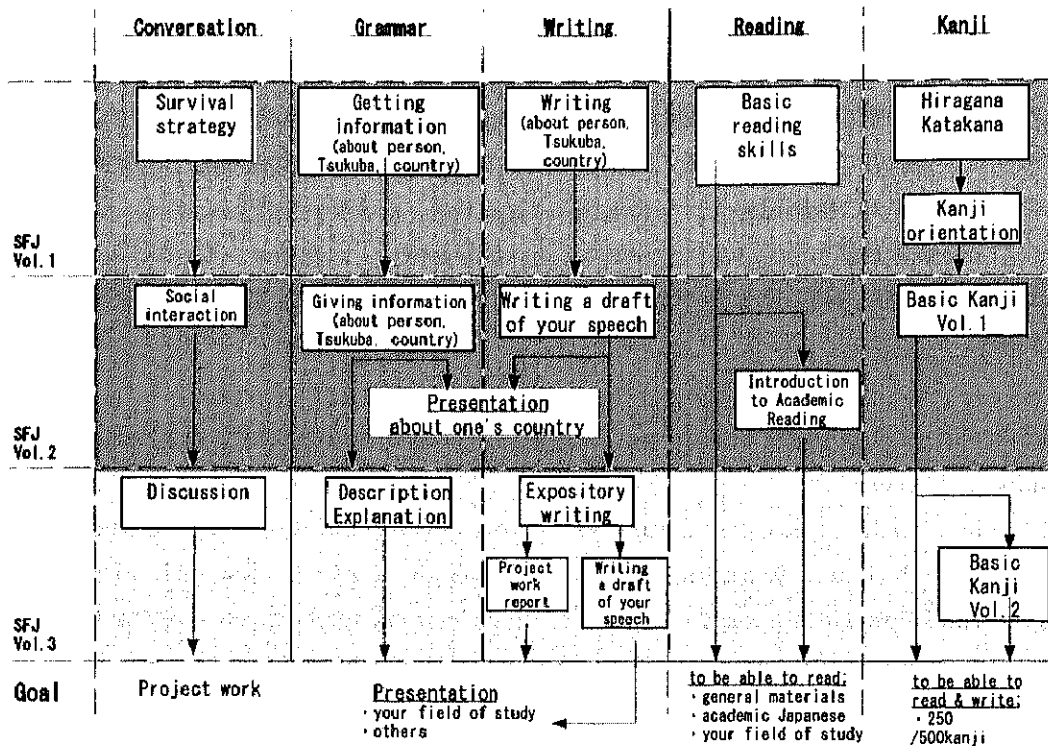 Conversation
Grammar
Writing
Reading
Kanji
Survival
strategy
Getting
information
(about person,
Tsukuba, country)
Writing
(about person,
Tsukuba,
country)
Basic
reading
skills
Hiragana
Katakana
Kanji
orientation
SFJ
Vol.1
Social
interaction
Giving information
(about person,
Tsukuba, country)
Writing a draft
of your speech
Basic Kanji
Vol.1
Presentation
about one's country
Introduction
to Academic
Reading
SFJ
Vol.2
Discussion
Description
Explanation
Expository
writing
Project
work
report
Writing
a draft
of your
speech
Basic
Kanji
Vol.2
SFJ
Vol.3
Goal
Project work
Presentation
・your field of study
・others
to be able to read:
・general materials
・academic Japanese
・your field of study
to be able to
read & write:
・250
/500kanji